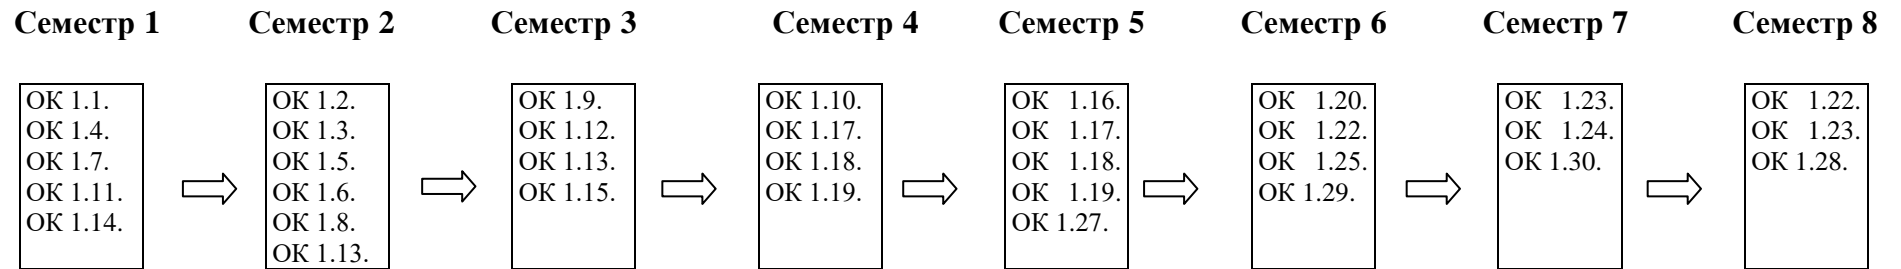 Семестр 1 Семестр 2 Семестр 3 Семестр 4 Семестр 5 Семестр 6 Семестр 7 Семестр 8
ОК 1.1.
ОК 1.4.
ОК 1.7.
ОК 1.11.
ОК 1.14.
ОК 1.2.
ОК 1.3.
ОК 1.5.
ОК 1.6.
ОК 1.8.
ОК 1.13.
ОК 1.9.
ОК 1.12.
ОК 1.13.
ОК 1.15.
ОК 1.10.
ОК 1.17.
ОК 1.18.
ОК 1.19.
ОК 1.16.
ОК 1.17.
ОК 1.18.
ОК 1.19.
ОК 1.27.
ОК 1.20.
ОК 1.22.
ОК 1.25.
ОК 1.29.
ОК 1.23.
ОК 1.24.
ОК 1.30.
ОК 1.22.
ОК 1.23.
ОК 1.28.